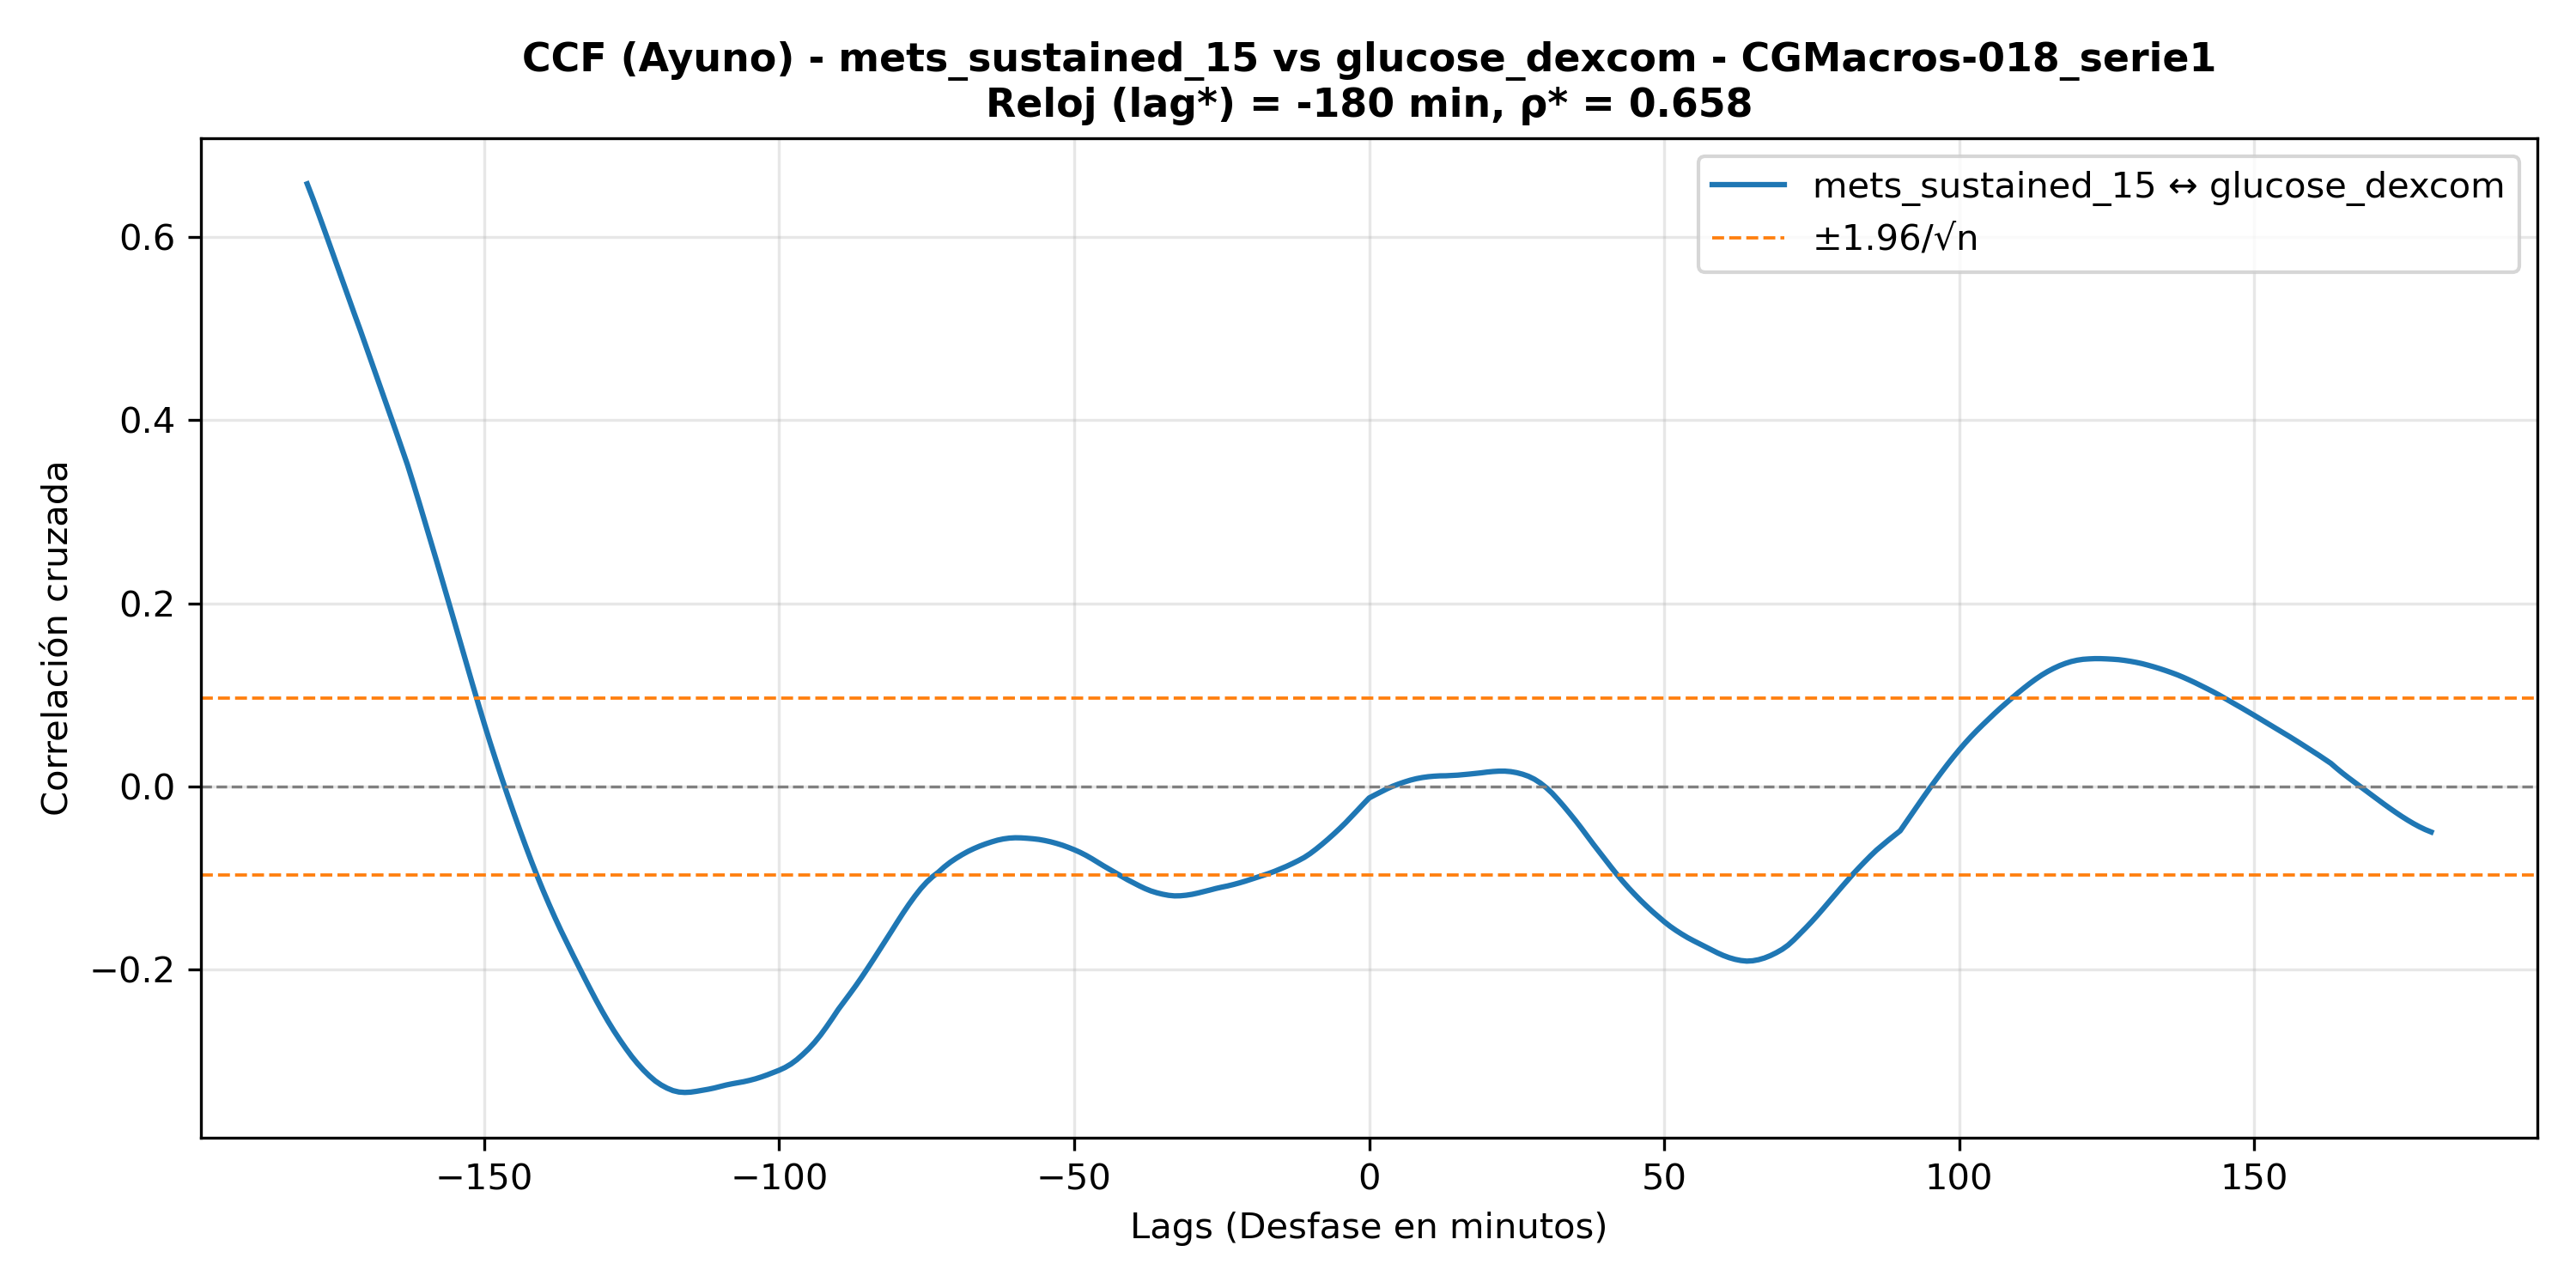 CCF (Ayuno) - mets_sustained_15 vs glucose_dexcom - CGMacros-018_serie1
Reloj (lag*) = -180 min, ρ* = 0.658
mets_sustained_15 ↔ glucose_dexcom
±1.96/√n
Correlación cruzada
0.6
0.4
0.2
0.0
−0.2
−150
−100
−50
0
50
100
150
Lags (Desfase en minutos)